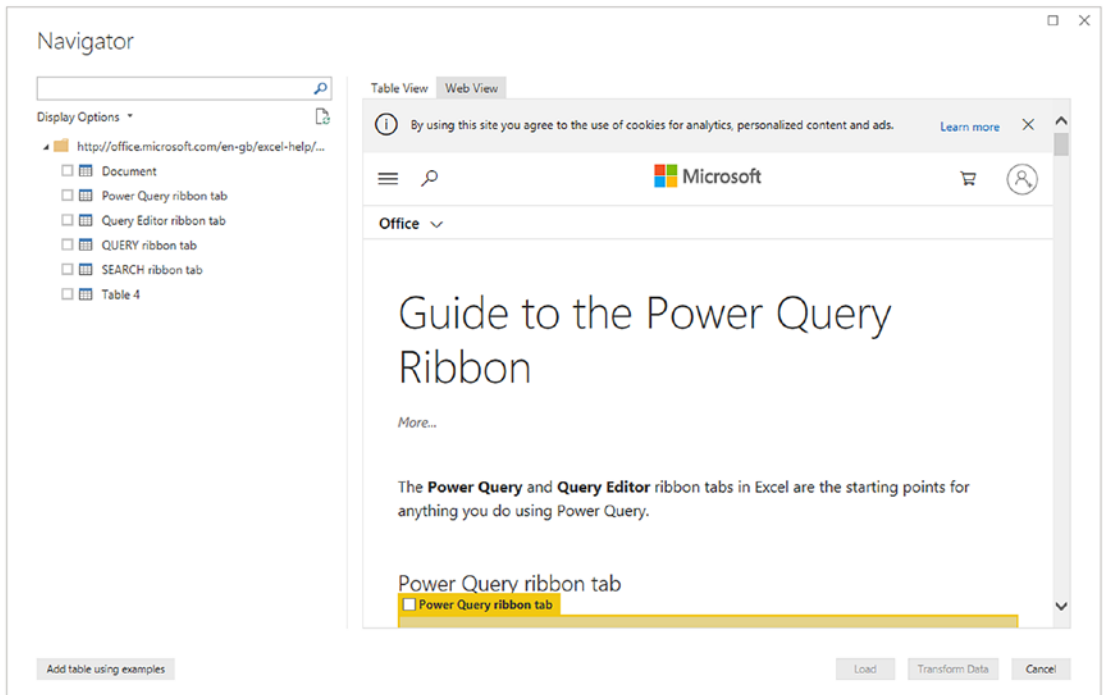 Navigator
Display Options
http://office.microsoft.com/en-gb/excel-help/...
Document
Power Query ribbon tab
Query Editor ribbon tab
QUERY ribbon tab
SEARCH ribbon tab
Table 4
Table View
Web View
By using this site you agree to the use of cookies for analytics, personalized content and ads.
Learn more
Microsoft
Office
Guide to the Power Query
Ribbon
More...
The Power Query and Query Editor ribbon tabs in Excel are the starting points for
anything you do using Power Query.
Power Query ribbon tab
Power Query ribbon tab
Add table using examples
Load
Transform Data
Cancel